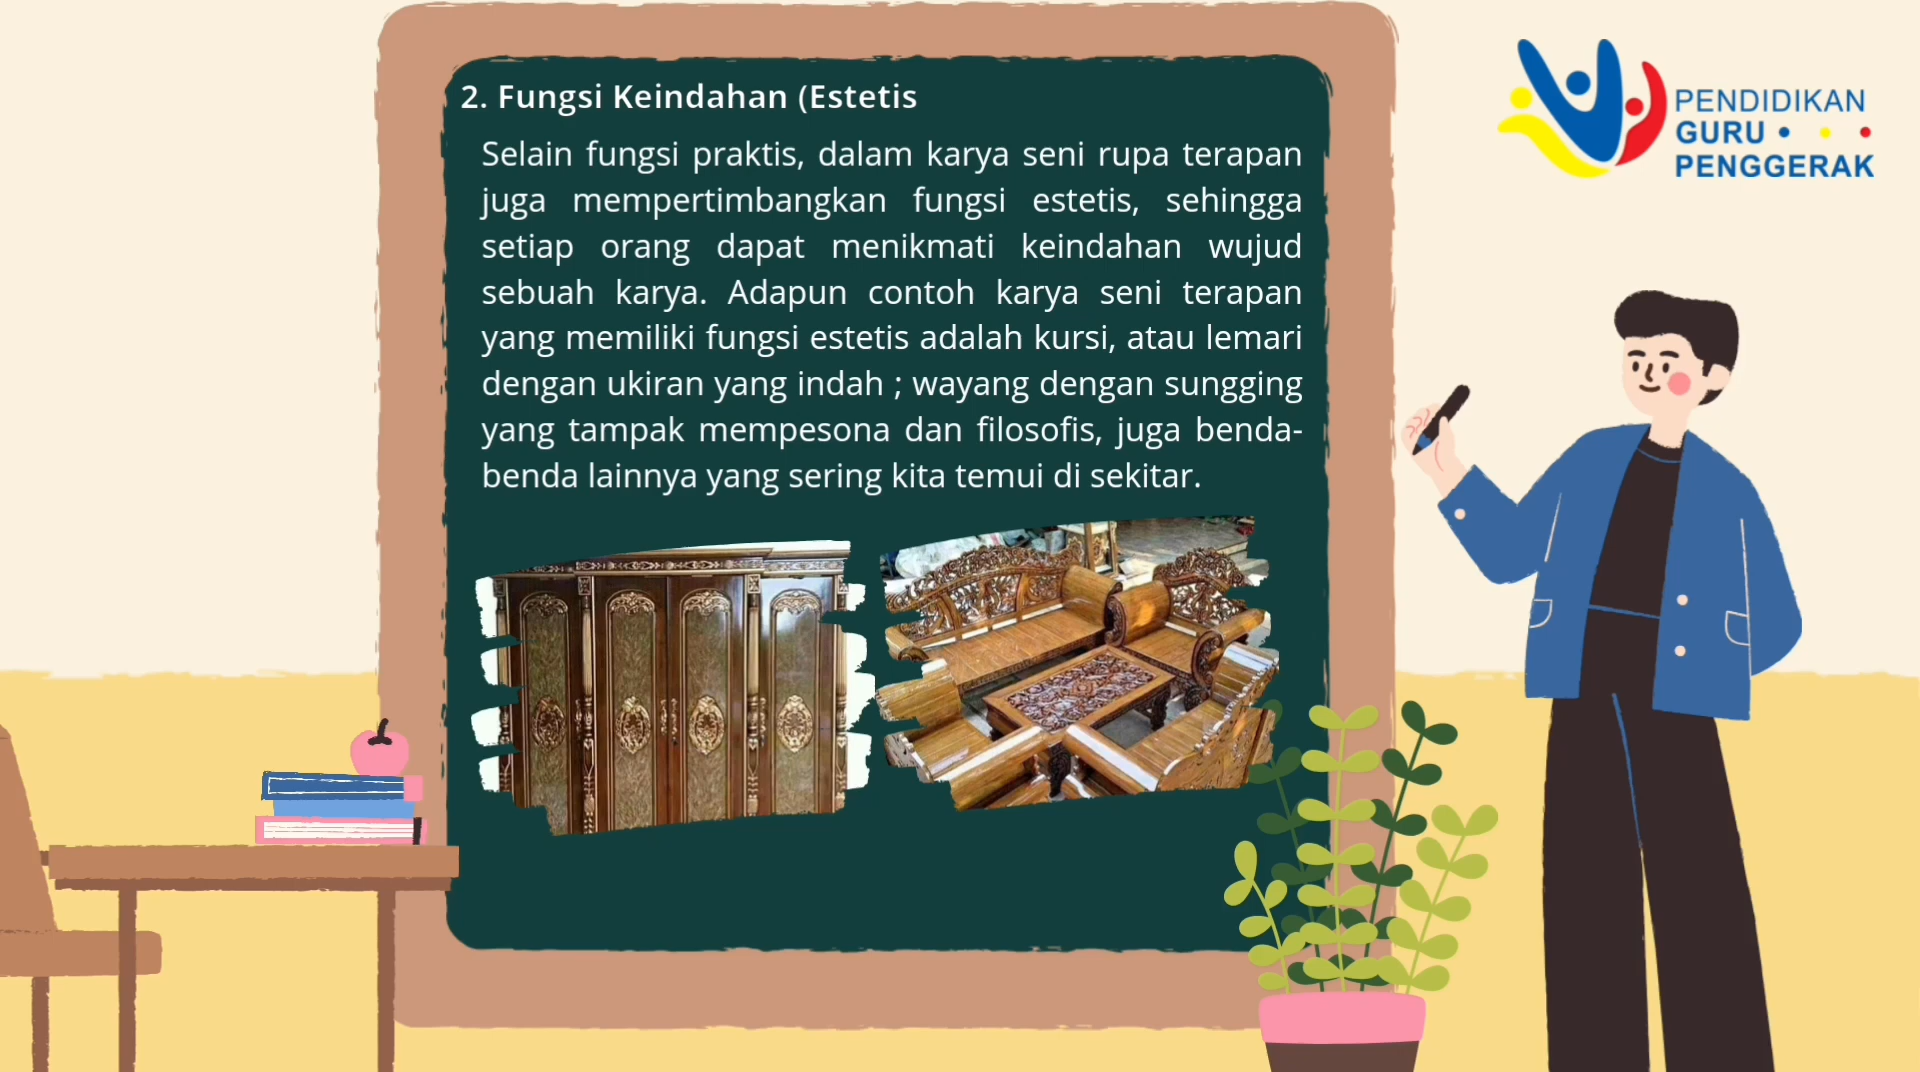 2. Fungsi Keindahan (Estetis
Selain fungsi praktis, dalam karya seni rupa terapan
juga mempertimbangkan fungsi estetis, sehingga
setiap orang dapat menikmati keindahan wujud
sebuah karya. Adapun contoh karya seni terapan
yang memiliki fungsi estetis adalah kursi, atau lemari
dengan ukiran yang indah ; wayang dengan sungging
yang tampak mempesona dan filosofis, juga benda-
benda lainnya yang sering kita temui di sekitar.
PENDIDIKAN
GURU
PENGGERAK